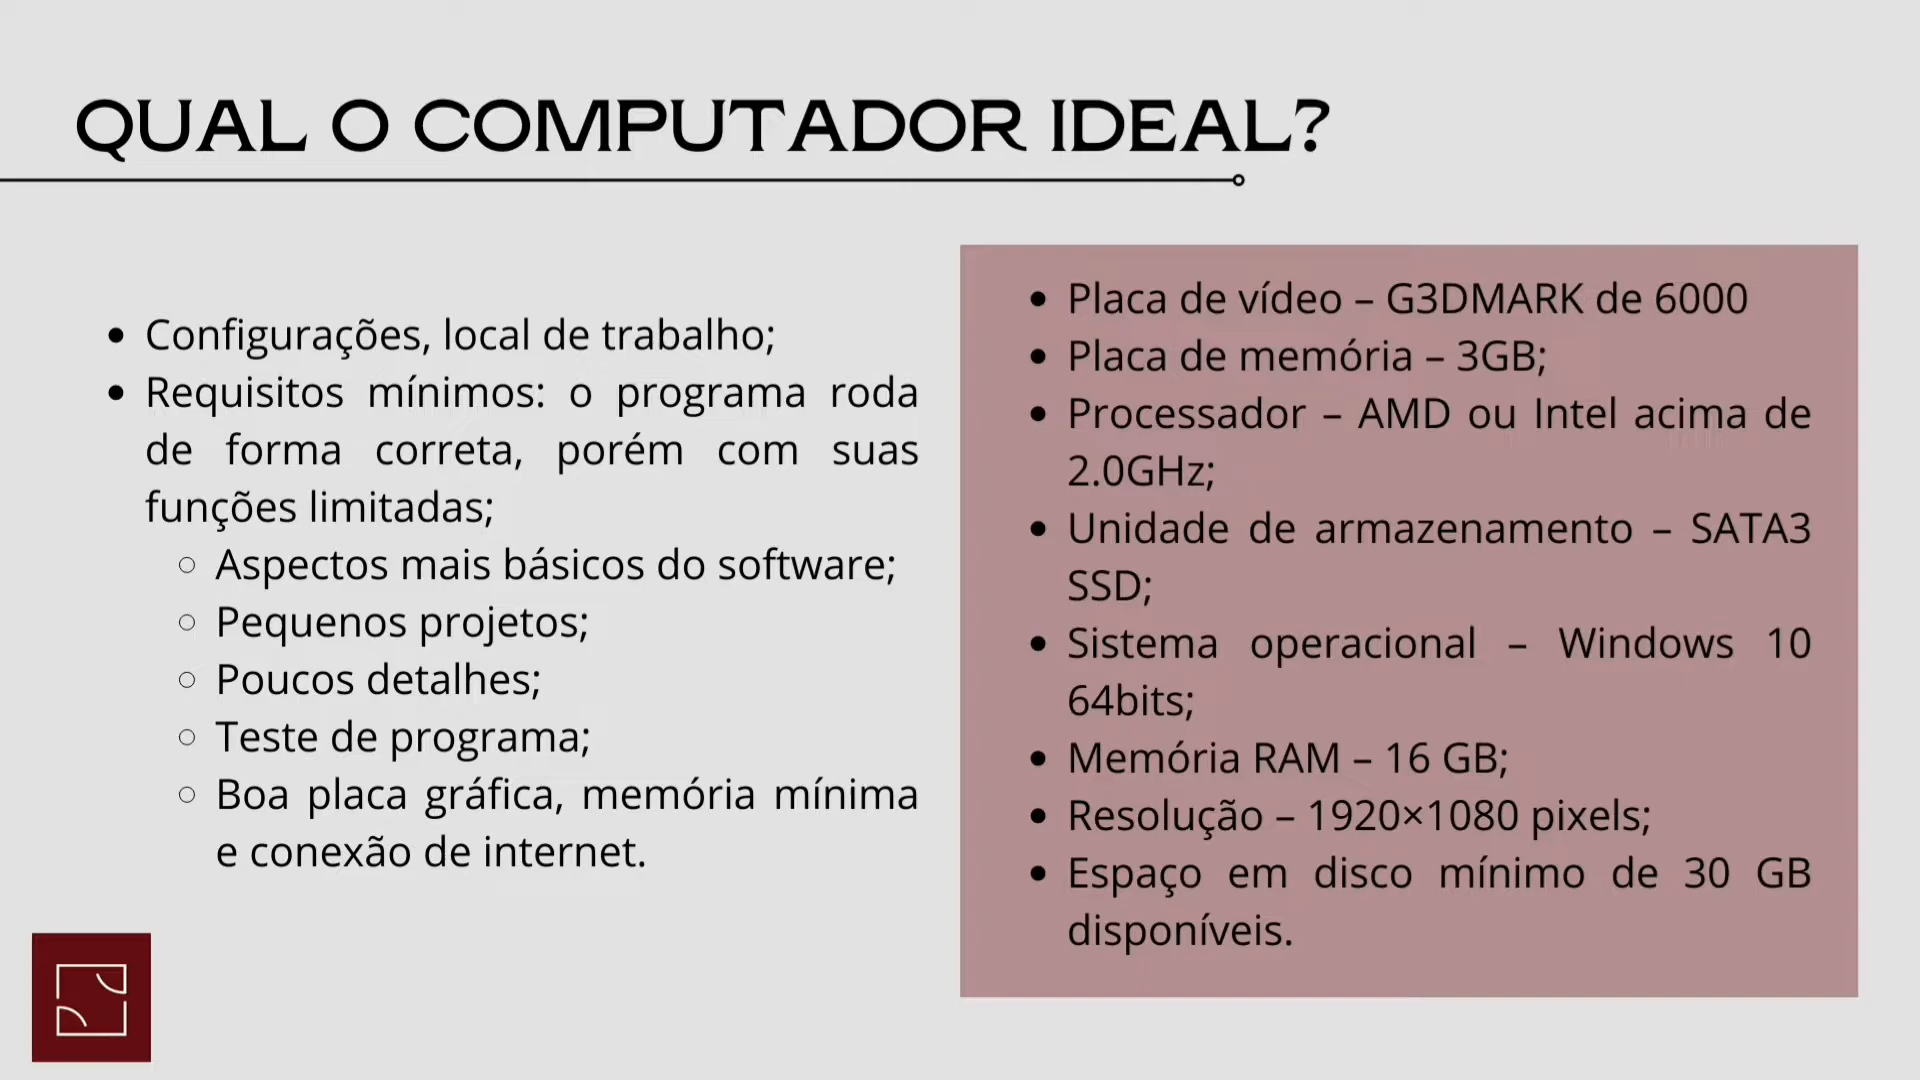 QUAL O COMPUTADOR IDEAL?
• Configurações, local de trabalho;
• Requisitos mínimos: o programa roda
de forma correta, porém com suas
funções limitadas;
○ Aspectos mais básicos do software;
○ Pequenos projetos;
○ Poucos detalhes;
○ Teste de programa;
○ Boa placa gráfica, memória mínima
e conexão de internet.
• Placa de vídeo – G3DMARK de 6000
• Placa de memória – 3GB;
• Processador – AMD ou Intel acima de
2.0GHz;
• Unidade de armazenamento – SATA3
SSD;
• Sistema operacional – Windows 10
64bits;
• Memória RAM – 16 GB;
• Resolução – 1920×1080 pixels;
• Espaço em disco mínimo de 30 GB
disponíveis.